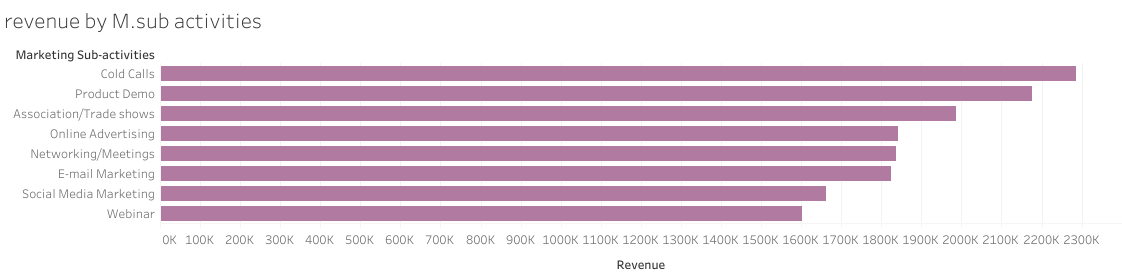 revenue by M.sub activities
Marketing Sub-activities
Cold Calls
Product Demo
Association/Trade shows
Online Advertising
Networking/Meetings
E-mail Marketing
Social Media Marketing
Webinar
0K 100K 200K 300K 400K 500K 600K 700K 800K 900K 1000K 1100K 1200K 1300K 1400K 1500K 1600K 1700K 1800K 1900K 2000K 2100K 2200K 2300K
Revenue